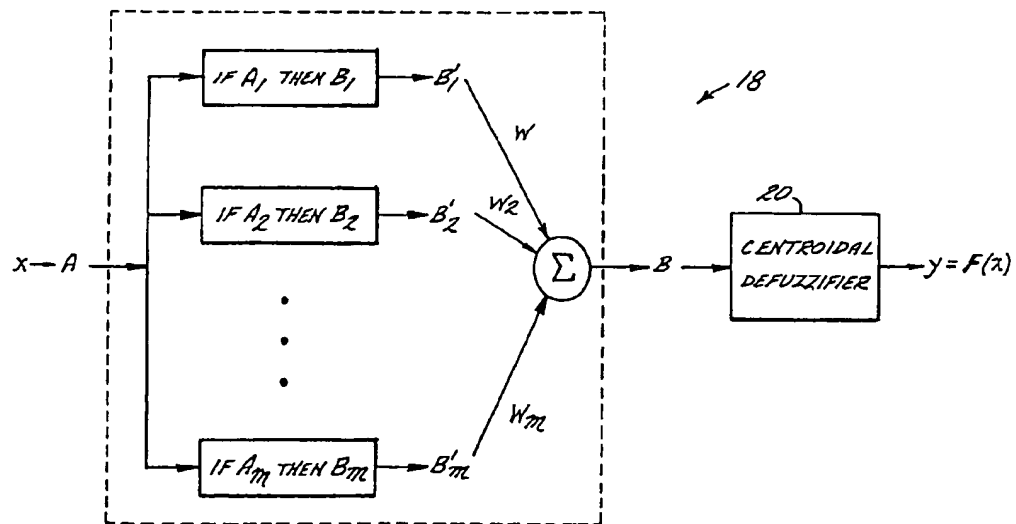 IF A1 THEN B1
B'1
18
W
IF A2 THEN B2
B'2
W2
20
x
A
Σ
B
CENTROIDAL
DEFUZZIFIER
y = F(x)
Wm
IF Am THEN Bm
B'm